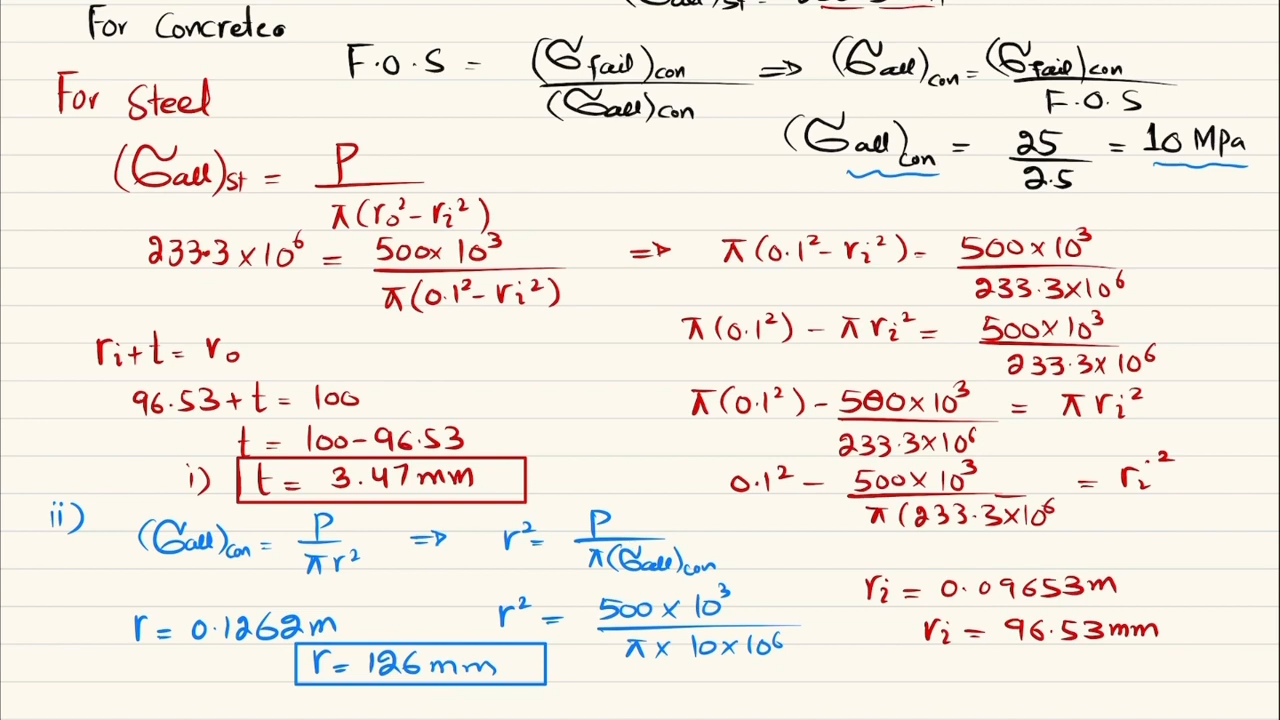 For Concrete.
F.O.S = (σfail)con / (σall)con ⇒ (σall)con = (σfail)con / F.O.S
(σall)con = 25 / 2.5 = 10 MPa
For Steel
(σall)st = P / π(ro² - ri²)
233.3 x 10⁶ = 500 x 10³ / π(0.1² - ri²) ⇒ π(0.1² - ri²) - 500 x 10³ / 233.3 x 10⁶
π(0.1²) - π ri² = 500 x 10³ / 233.3 x 10⁶
π(0.1²) - 500 x 10³ / 233.3 x 10⁶ = π ri²
0.1² - 500 x 10³ / π (233.3 x 10⁶ = ri²
ri = 0.09653 m
ri = 96.53 mm
ri + t = ro
96.53 + t = 100
t = 100 - 96.53
i) t = 3.47 mm
ii) (σall)con = P / π r² ⇒ r² = P / π(σall)con
r² = 500 x 10³ / π x 10 x 10⁶
r = 0.1262 m
r = 126 mm